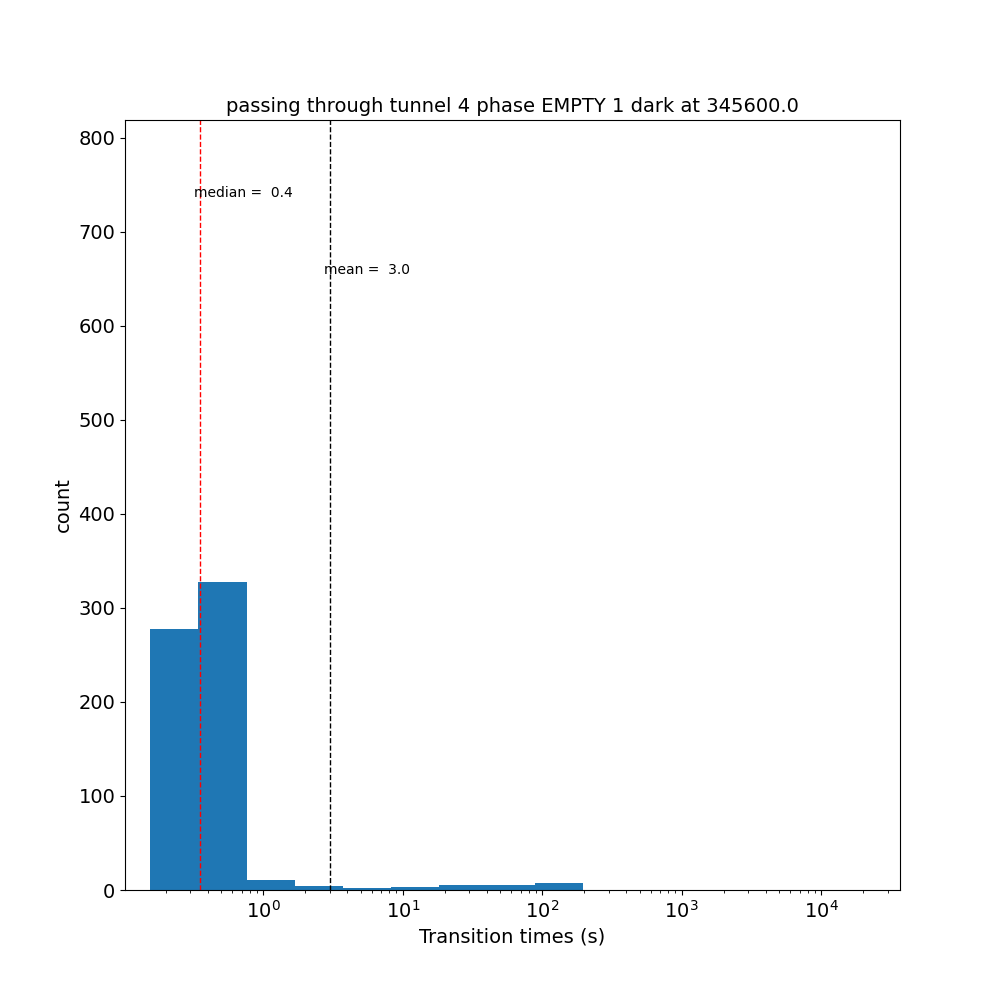 passing through tunnel 4 phase EMPTY 1 dark at 345600.0
800
median =  0.4
700
mean =  3.0
600
500
count
400
300
200
100
0
10^0 10^1 10^2 10^3 10^4
Transition times (s)